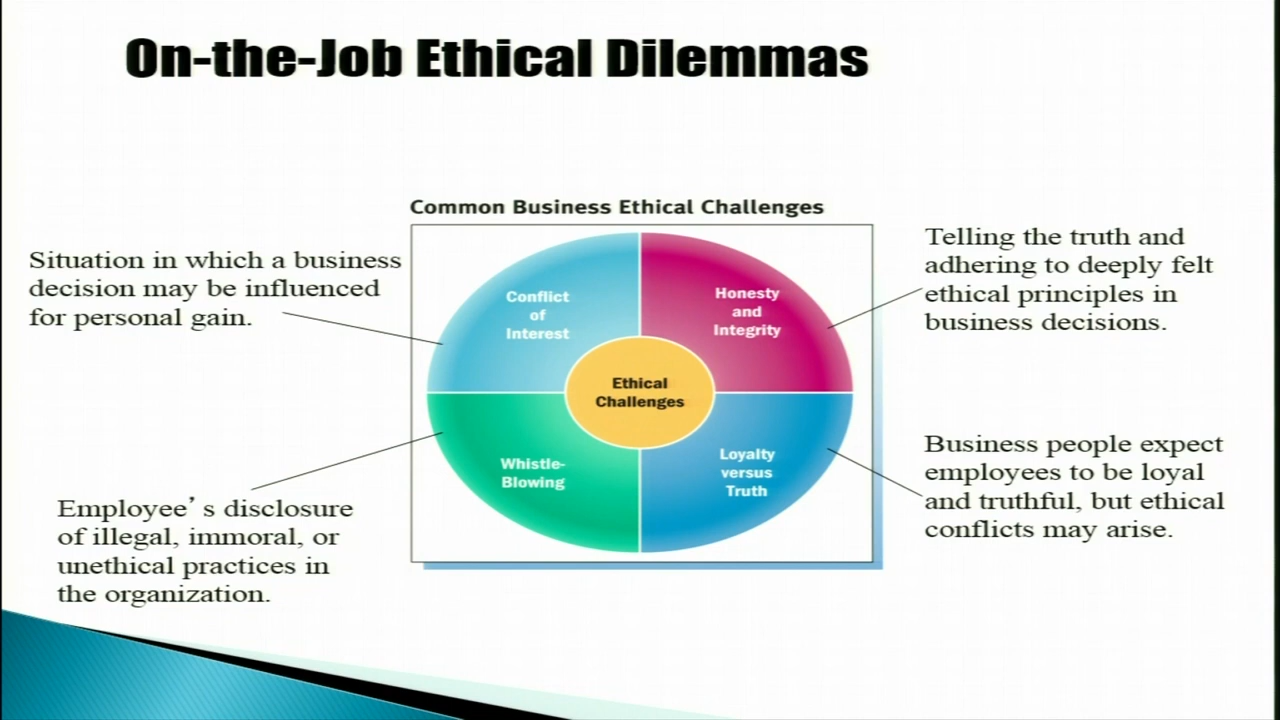 On-the-Job Ethical Dilemmas
Common Business Ethical Challenges
Situation in which a business
decision may be influenced
for personal gain.
Telling the truth and
adhering to deeply felt
ethical principles in
business decisions.
Conflict
of
Interest
Honesty
and
Integrity
Ethical
Challenges
Whistle-
Blowing
Loyalty
versus
Truth
Employee’ s disclosure
of illegal, immoral, or
unethical practices in
the organization.
Business people expect
employees to be loyal
and truthful, but ethical
conflicts may arise.